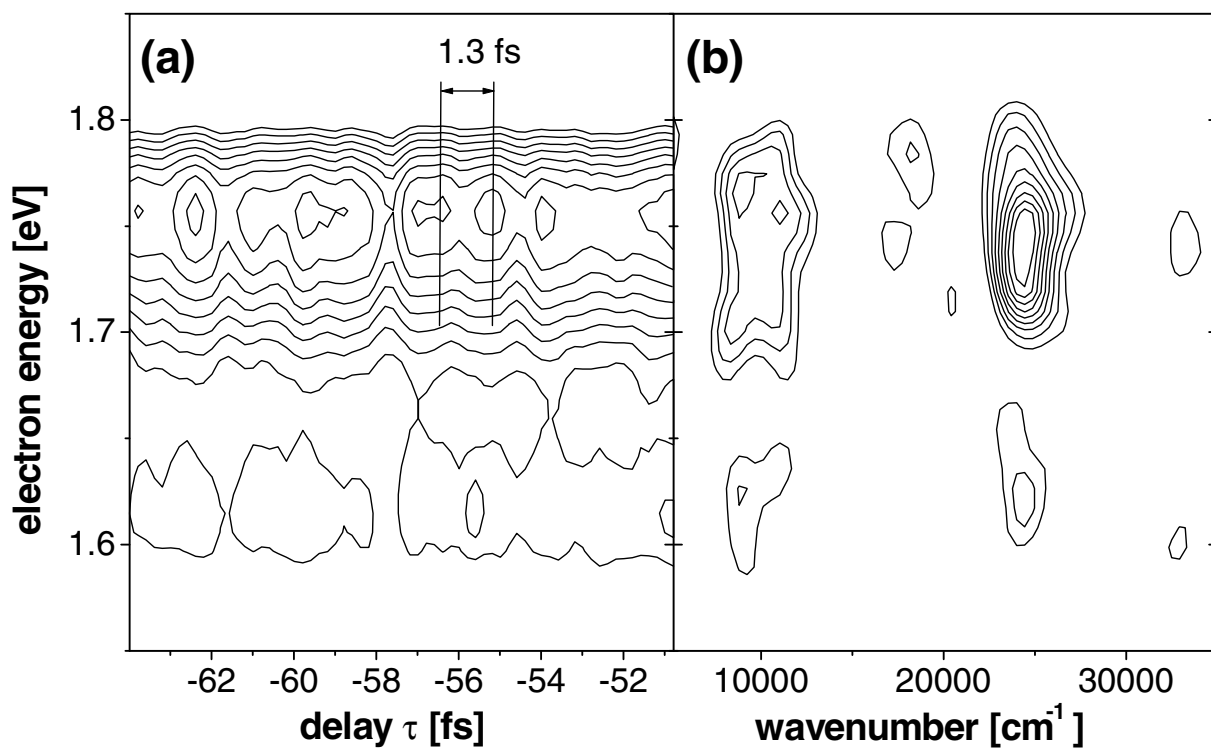 (a)
1.3 fs
(b)
electron energy [eV]
1.8
1.7
1.6
-62 -60 -58 -56 -54 -52
delay τ [fs]
10000 20000 30000
wavenumber [cm⁻¹ ]